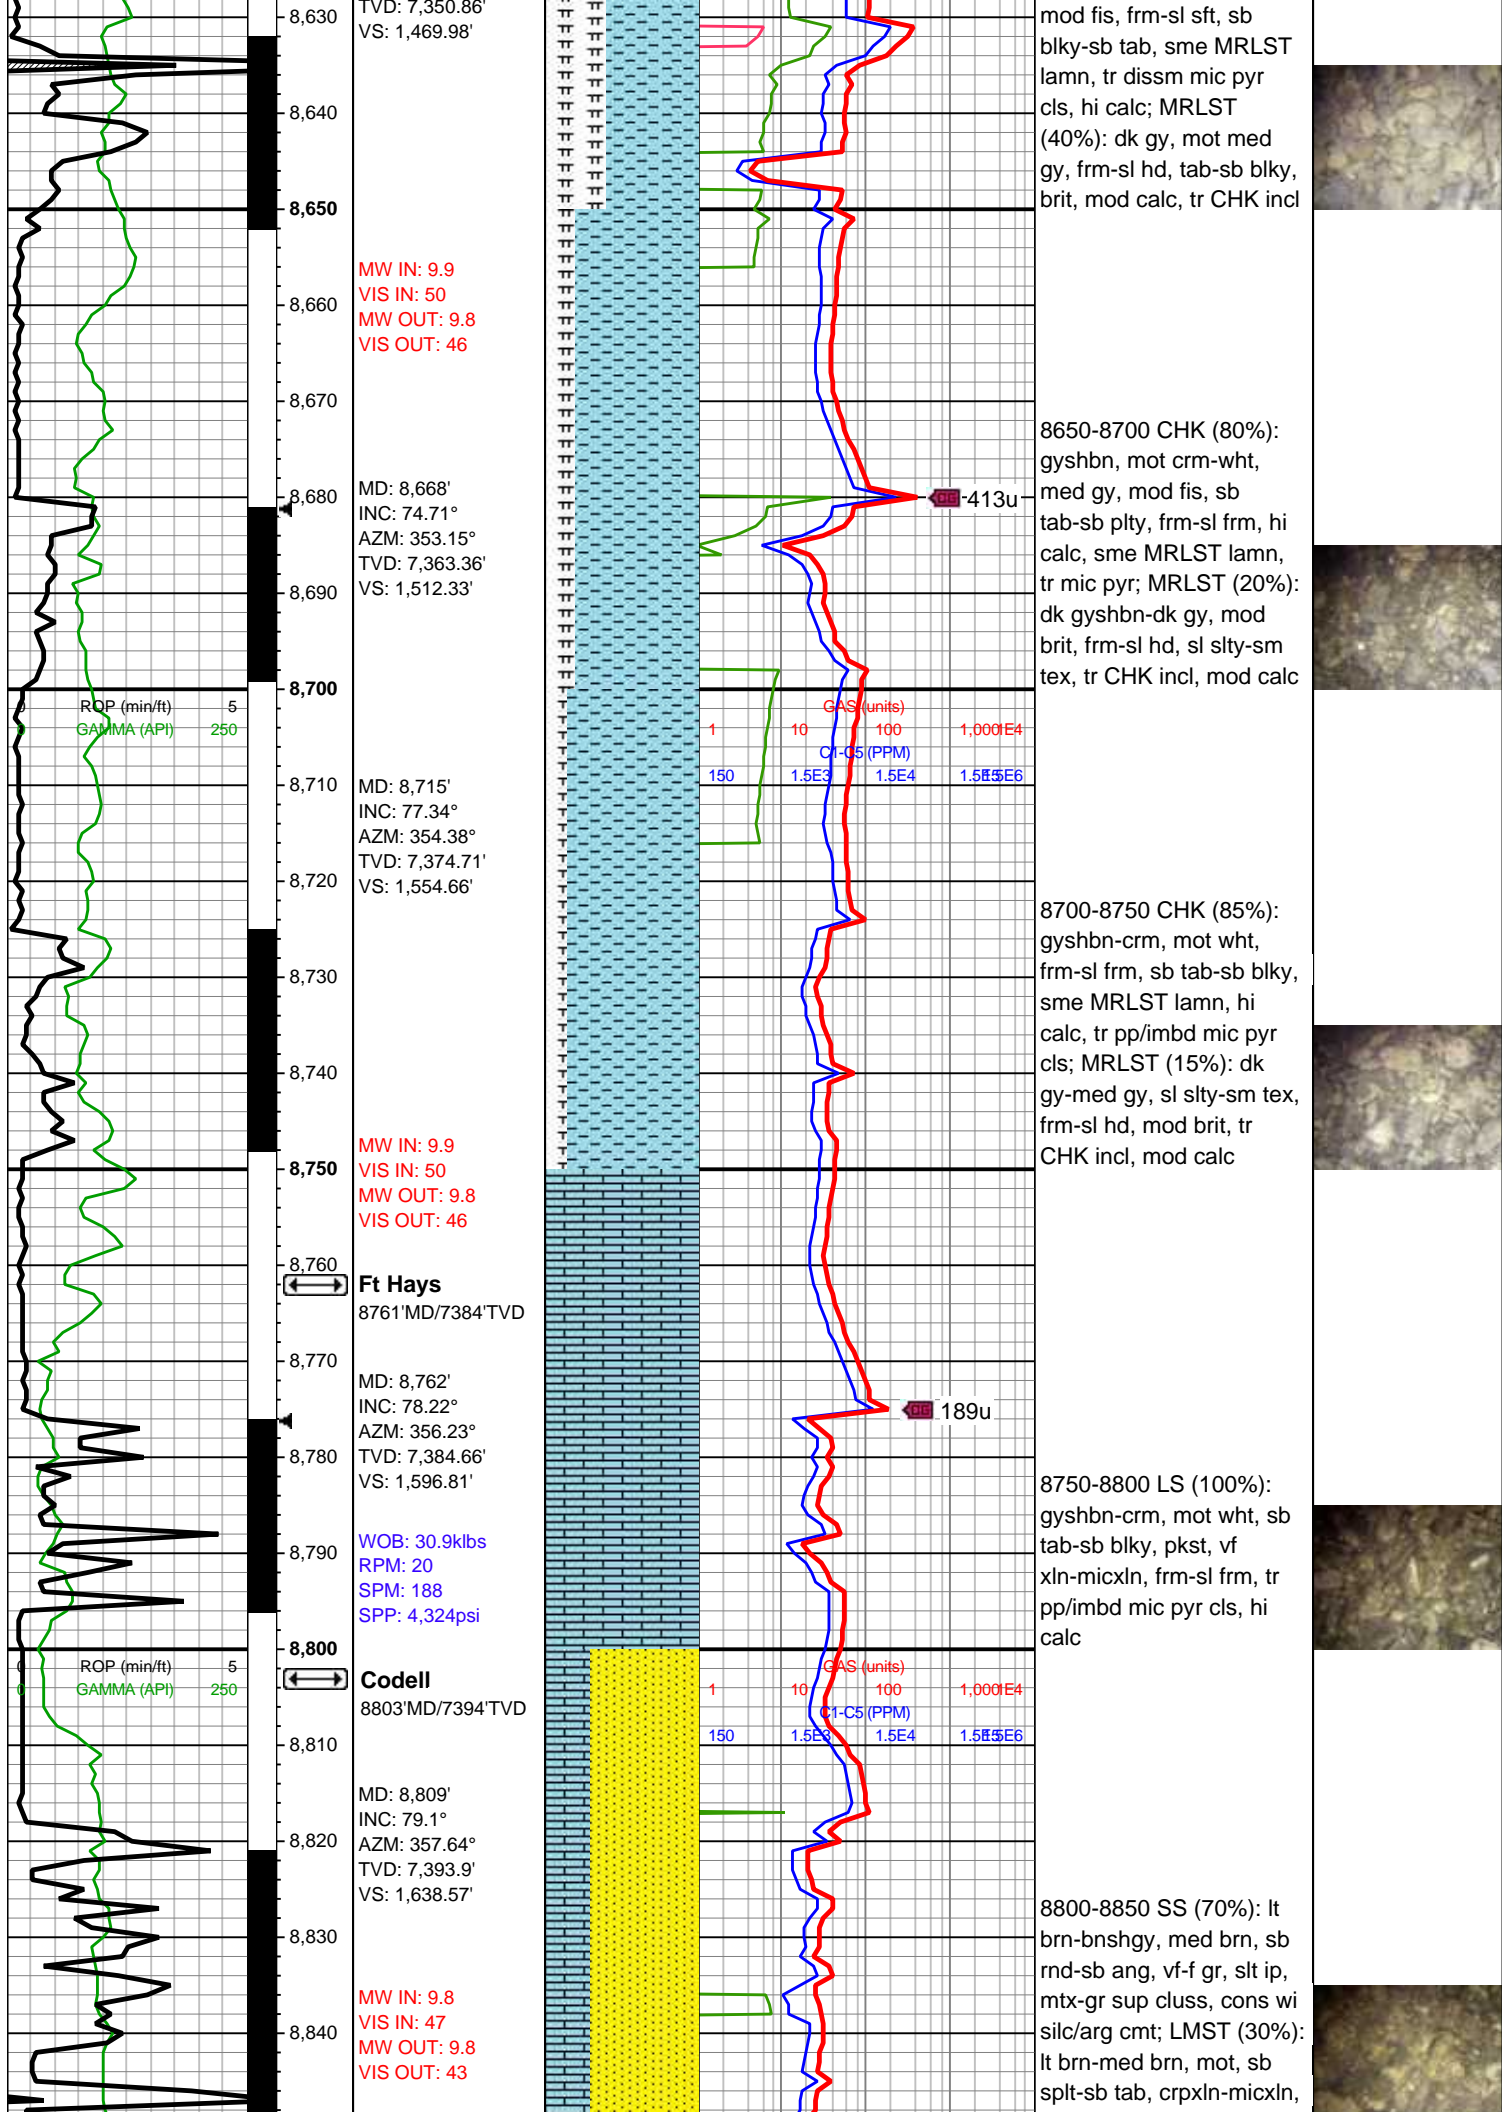 TVD: 7,350.86'
VS: 1,469.98'
8,630
8,640
8,650
8,660
8,670
8,680
8,690
8,700
8,710
8,720
8,730
8,740
8,750
8,760
8,770
8,780
8,790
8,800
8,810
8,820
8,830
8,840
MW IN: 9.9
VIS IN: 50
MW OUT: 9.8
VIS OUT: 46
MD: 8,668'
INC: 74.71°
AZM: 353.15°
TVD: 7,363.36'
VS: 1,512.33'
0 ROP (min/ft) 5
0 GAMMA (API) 250
MD: 8,715'
INC: 77.34°
AZM: 354.38°
TVD: 7,374.71'
VS: 1,554.66'
MW IN: 9.9
VIS IN: 50
MW OUT: 9.8
VIS OUT: 46
Ft Hays
8761'MD/7384'TVD
MD: 8,762'
INC: 78.22°
AZM: 356.23°
TVD: 7,384.66'
VS: 1,596.81'
WOB: 30.9klbs
RPM: 20
SPM: 188
SPP: 4,324psi
0 ROP (min/ft) 5
0 GAMMA (API) 250
Codell
8803'MD/7394'TVD
MD: 8,809'
INC: 79.1°
AZM: 357.64°
TVD: 7,393.9'
VS: 1,638.57'
MW IN: 9.8
VIS IN: 47
MW OUT: 9.8
VIS OUT: 43
CG 413u
GAS (units)
1 10 100 1,000 1E4
C1-C5 (PPM)
150 1.5E3 1.5E4 1.5E5 1.5E6
CG 189u
GAS (units)
1 10 100 1,000 1E4
C1-C5 (PPM)
150 1.5E3 1.5E4 1.5E5 1.5E6
mod fis, frm-sl sft, sb
blky-sb tab, sme MRLST
lamn, tr dissm mic pyr
cls, hi calc; MRLST
(40%): dk gy, mot med
gy, frm-sl hd, tab-sb blky,
brit, mod calc, tr CHK incl
8650-8700 CHK (80%):
gyshbn, mot crm-wht,
med gy, mod fis, sb
tab-sb plty, frm-sl frm, hi
calc, sme MRLST lamn,
tr mic pyr; MRLST (20%):
dk gyshbn-dk gy, mod
brit, frm-sl hd, sl slty-sm
tex, tr CHK incl, mod calc
8700-8750 CHK (85%):
gyshbn-crm, mot wht,
frm-sl frm, sb tab-sb blky,
sme MRLST lamn, hi
calc, tr pp/imbd mic pyr
cls; MRLST (15%): dk
gy-med gy, sl slty-sm tex,
frm-sl hd, mod brit, tr
CHK incl, mod calc
8750-8800 LS (100%):
gyshbn-crm, mot wht, sb
tab-sb blky, pkst, vf
xln-micxln, frm-sl frm, tr
pp/imbd mic pyr cls, hi
calc
8800-8850 SS (70%): lt
brn-bnshgy, med brn, sb
rnd-sb ang, vf-f gr, slt ip,
mtx-gr sup cluss, cons wi
silc/arg cmt; LMST (30%):
lt brn-med brn, mot, sb
splt-sb tab, crpxln-micxln,